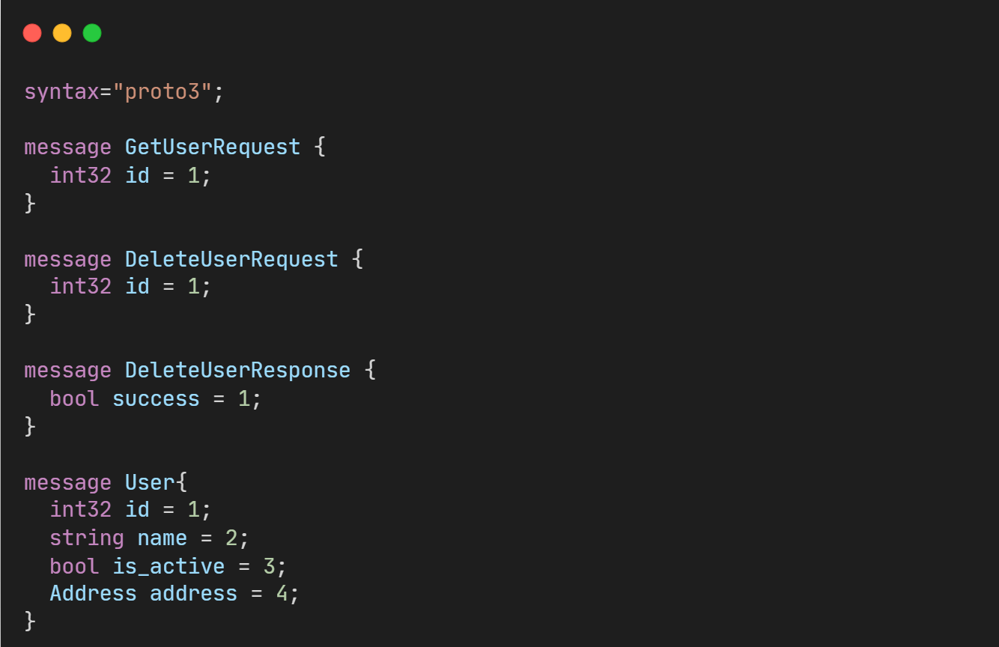 syntax="proto3";
message GetUserRequest {
int32 id = 1;
}
message DeleteUserRequest {
int32 id = 1;
}
message DeleteUserResponse {
bool success = 1;
}
message User{
int32 id = 1;
string name = 2;
bool is_active = 3;
Address address = 4;
}